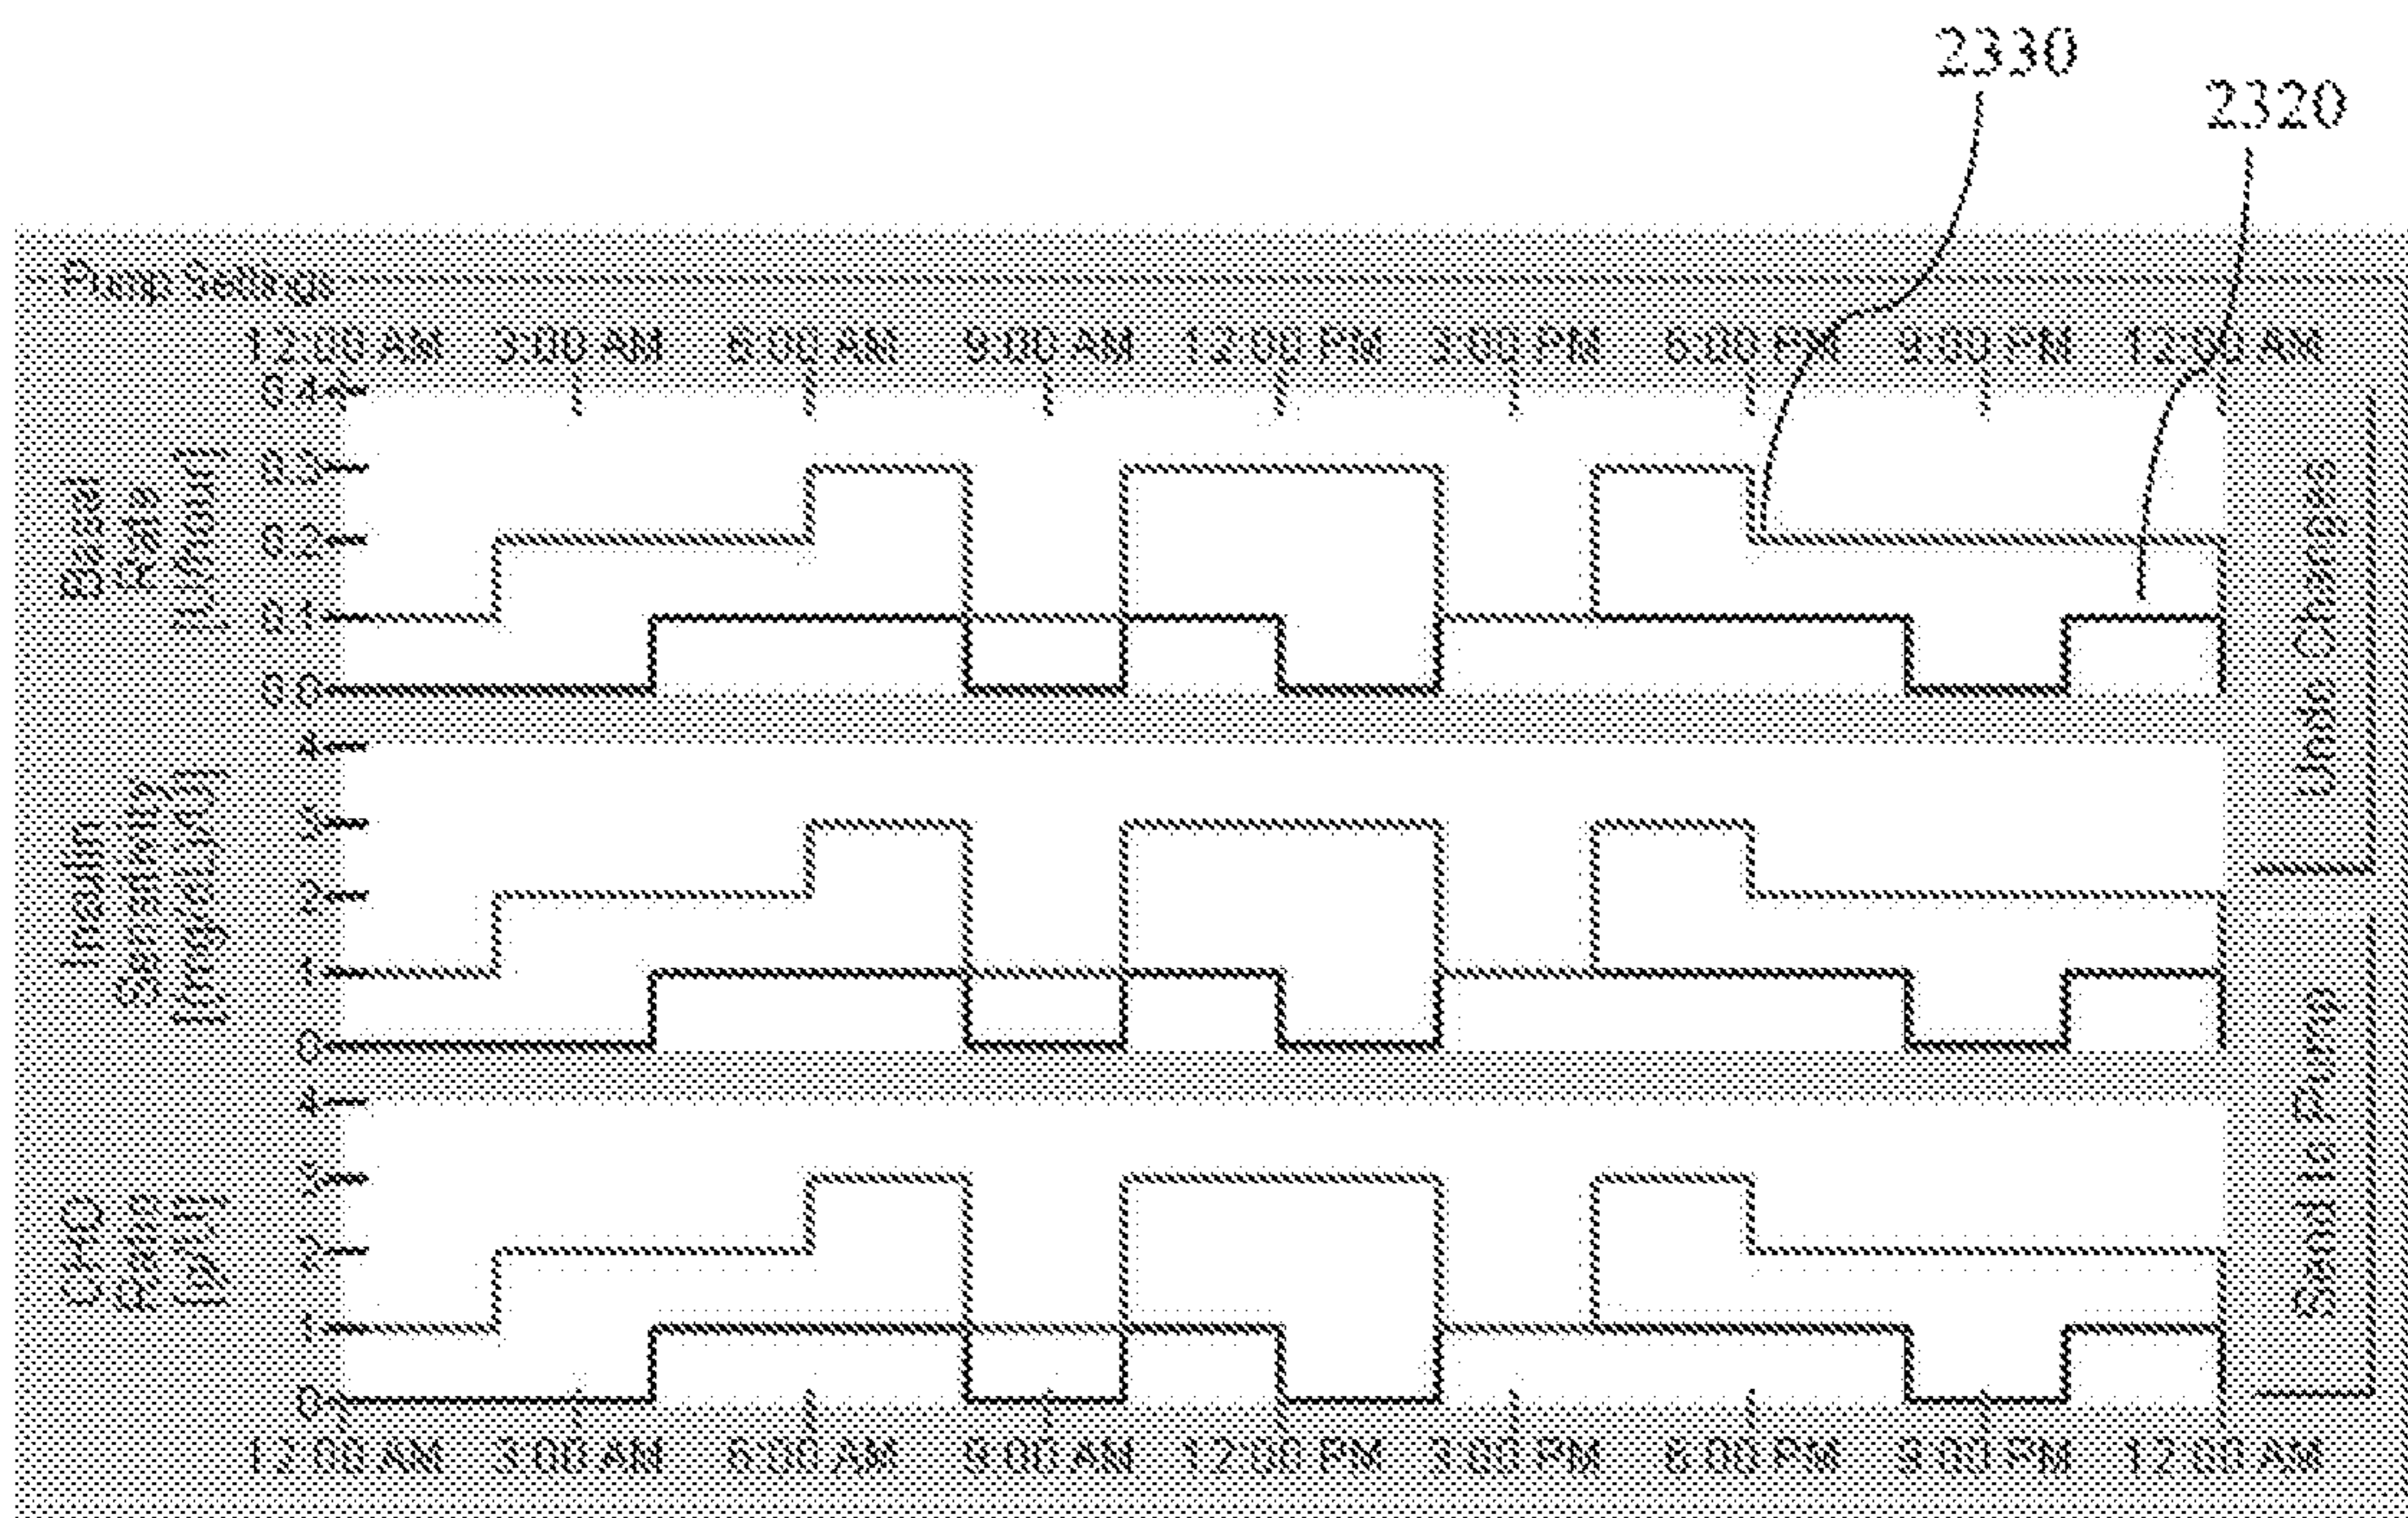 2330
2320
Pump Settings
12:00 AM 3:00 AM 6:00 AM 9:00 AM 12:00 PM 3:00 PM 6:00 PM 9:00 PM 12:00 AM
Basal
Rate
[U/hour]
0.4
0.3
0.2
0.1
0.0
Insulin
Sensitivity
[(mg/dL)/U]
4
3
2
1
0
CHO
Ratio
[g/U]
4
3
2
1
0
12:00 AM 3:00 AM 6:00 AM 9:00 AM 12:00 PM 3:00 PM 6:00 PM 9:00 PM 12:00 AM
Undo Changes
Send to Pump